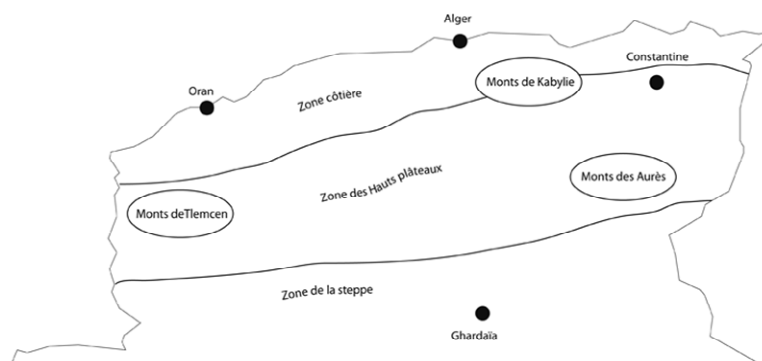 Alger
Constantine
Monts de Kabylie
Oran
Zone côtière
Zone des Hauts plâteaux
Monts des Aurès
Monts deTlemcen
Zone de la steppe
Ghardaïa